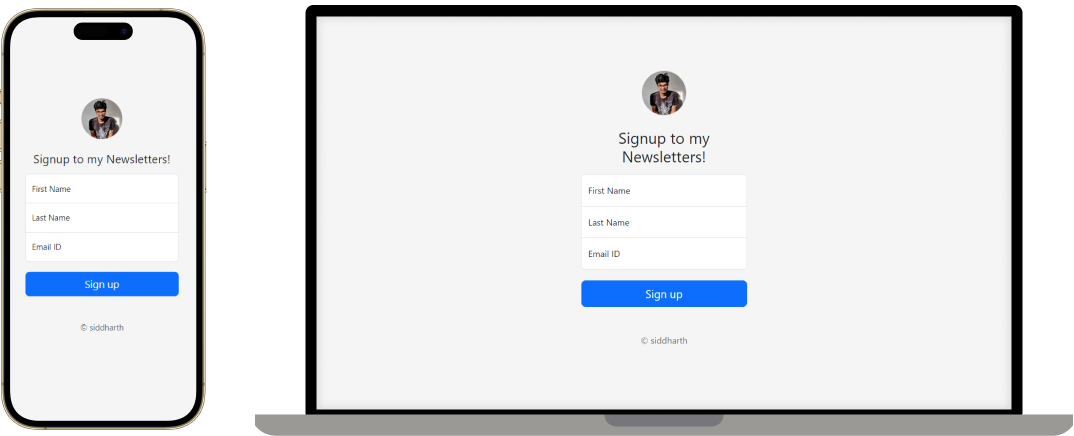 Signup to my Newsletters!
First Name
Last Name
Email ID
Sign up
© siddharth
Signup to my
Newsletters!
First Name
Last Name
Email ID
Sign up
© siddharth